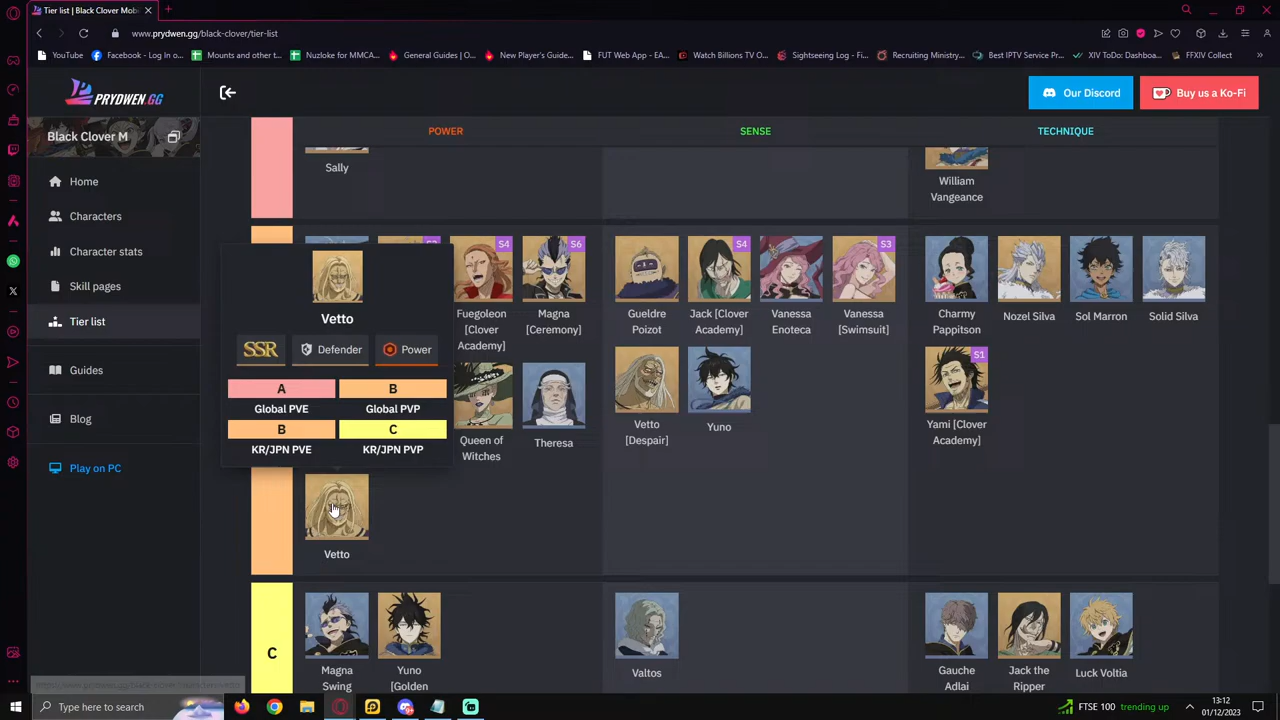 Tier list | Black Clover Mobi
www.prydwen.gg/black-clover/tier-list
YouTube
Facebook - Log In o...
Mounts and other t...
Nuzloke for MMCA...
General Guides | O...
New Player's Guide...
FUT Web App - EA...
Watch Billions TV O...
Sightseeing Log - Fi...
Recruiting Ministry...
Best IPTV Service Pr...
XIV ToDo: Dashboa...
FFXIV Collect
PRYDWEN.GG
Our Discord
Buy us a Ko-Fi
Black Clover M
POWER
SENSE
TECHNIQUE
Home
Characters
Character stats
Skill pages
Tier list
Guides
Blog
Play on PC
Sally
William
Vangeance
S4
S6
S4
S3
Fuegoleon
[Clover
Academy]
Magna
[Ceremony]
Gueldre
Poizot
Jack [Clover
Academy]
Vanessa
Enoteca
Vanessa
[Swimsuit]
Charmy
Pappitson
Nozel Silva
Sol Marron
Solid Silva
Vetto
SSR
Defender
Power
A
B
Global PVE
Global PVP
B
C
KR/JPN PVE
KR/JPN PVP
S1
Queen of
Witches
Theresa
Vetto
[Despair]
Yuno
Yami [Clover
Academy]
Vetto
C
Magna
Swing
Yuno
[Golden
Valtos
Gauche
Adlai
Jack the
Ripper
Luck Voltia
Type here to search
FTSE 100 trending up
13:12
01/12/2023